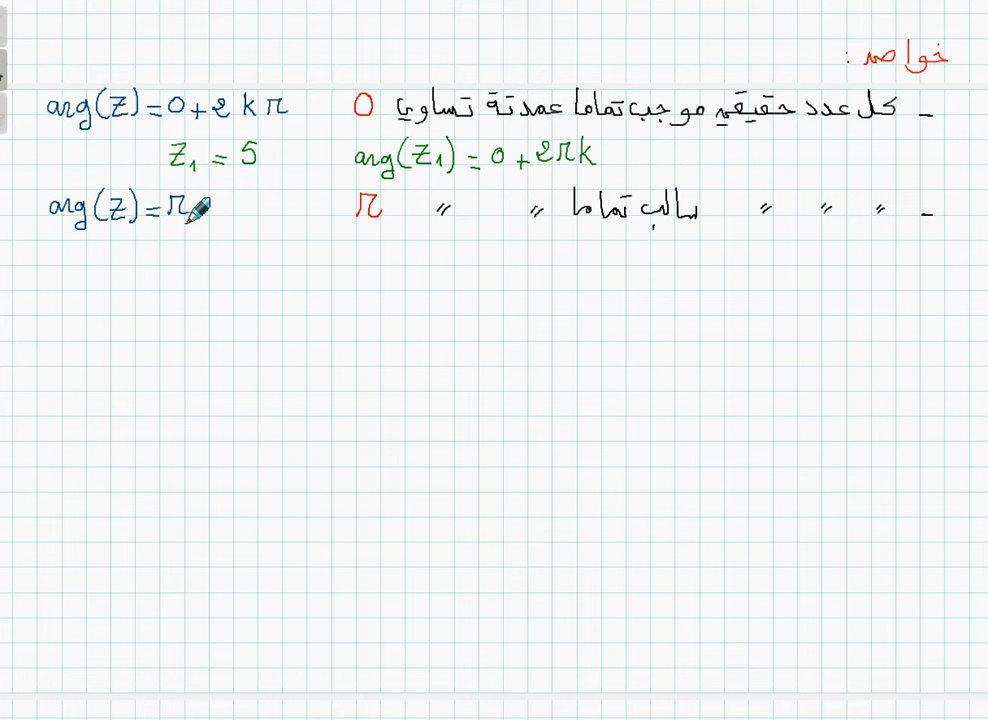 خواص :
- كل عدد حقيقي موجب تماما عمدته تساوي 0 arg(Z) = 0 + 2 k π
Z₁ = 5 arg(Z₁) = 0 + 2πk
- " " " سالب تماما " " π arg(Z) = π